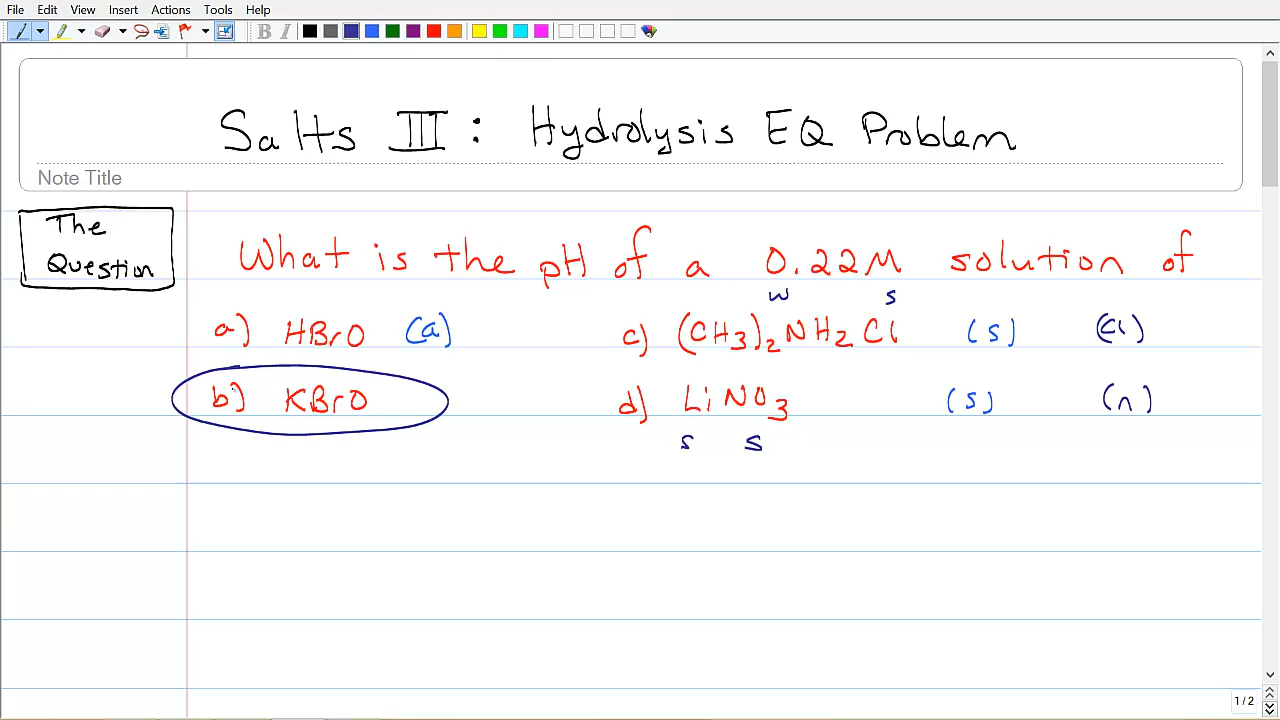 File Edit View Insert Actions Tools Help
B I
Salts III : Hydrolysis EQ Problem
Note Title
The
Question
What is the pH of a 0.22M solution of
w s
a) HBrO (a) c) (CH3)2NH2Cl (s) (a)
b) KBrO d) LiNO3 (s) (n)
s s
1/2